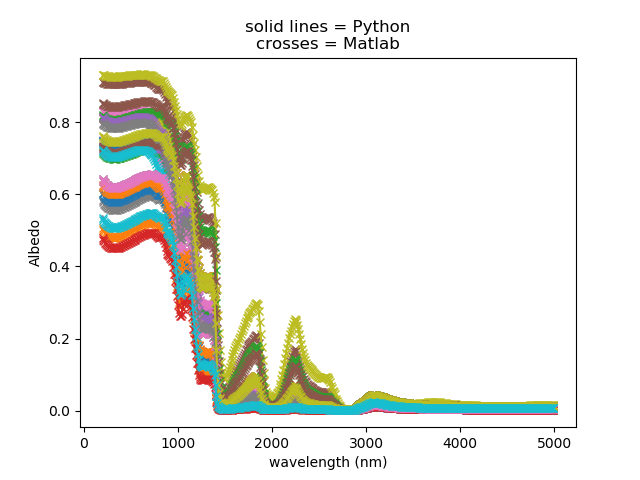 solid lines = Python
crosses = Matlab
Albedo
0.8
0.6
0.4
0.2
0.0
0
1000
2000
3000
4000
5000
wavelength (nm)